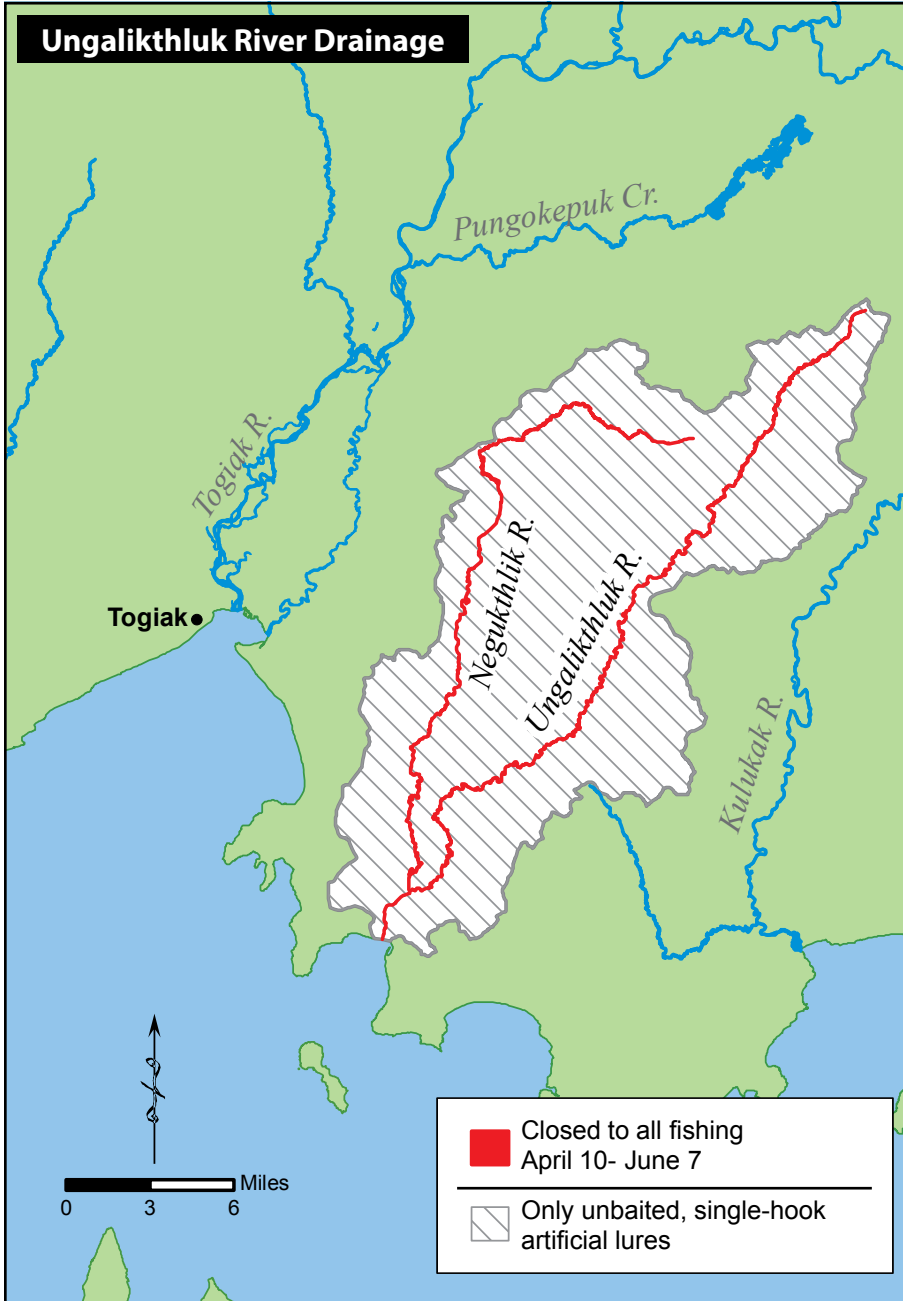 Ungalikthluk River Drainage
Pungokepuk Cr.
Togiak R.
Togiak
Negukthlik R.
Ungalikthluk R.
Kulukak R.
Closed to all fishing
April 10- June 7
Only unbaited, single-hook
artificial lures
Miles
0 3 6